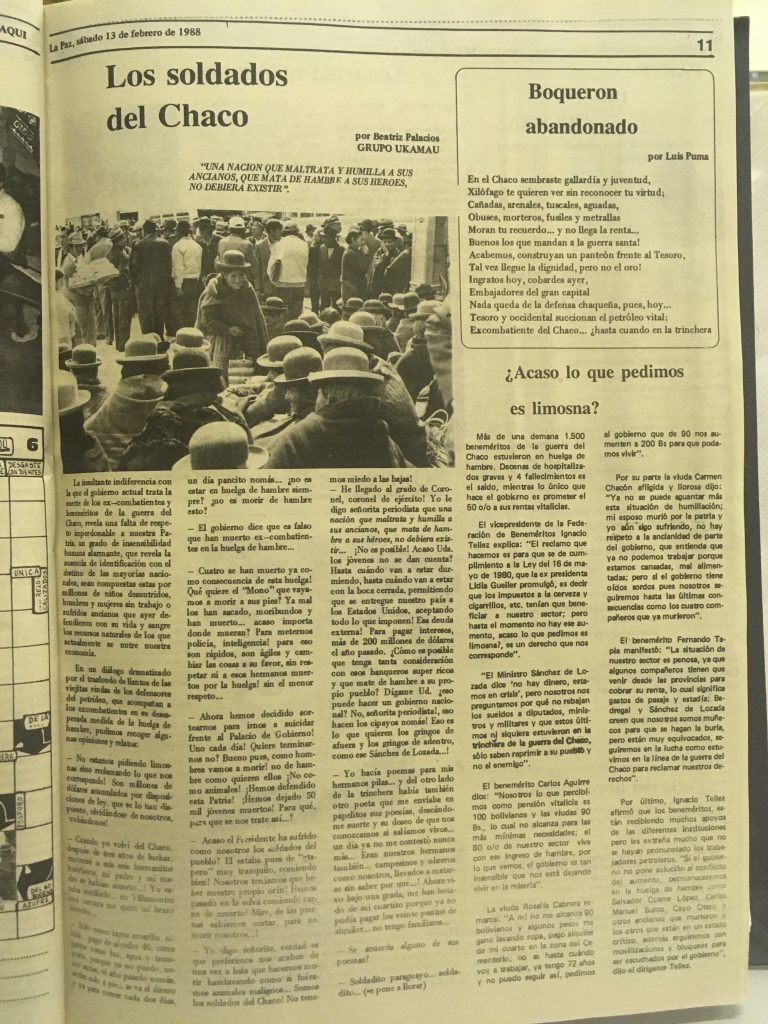 AQUI
La Paz, sábado 13 de febrero de 1988
11
Los soldados
del Chaco
por Beatriz Palacios
GRUPO UKAMAU
"UNA NACION QUE MALTRATA Y HUMILLA A SUS
ANCIANOS, QUE MATA DE HAMBRE A SUS HEROES,
NO DEBIERA EXISTIR".
La insultante indiferencia con
la que el gobierno actual trata la
suerte de los ex—combatientes y
beneméritos de la guerra del
Chaco, revela una falta de respe-
to imperdonable a nuestra Pa-
tria, un grado de insensibilidad
humana alarmante, que revela la
ausencia de identificación con el
destino de las mayorías nacio-
nales, sean compuestas estas por
millones de niños desnutridos,
hombres y mujeres sin trabajo o
sufridos ancianos que ayer de-
fendieron con su vida y sangre
los recursos naturales de los que
actualmente se nutre nuestra
economía.
En un diálogo dramatizado
por el trasfondo de llantos de las
viejitas viudas de los defensores
del petróleo, que acompañan a
los excombatientes en su deses-
perada medida de la huelga de
hambre, pudimos recoger algu-
nas opiniones y relatos:
— No estamos pidiendo limos-
nas sino reclamando lo que nos
corresponde! Son millones de
dólares acumulados por disposi-
ciones de ley, que se lo han dis-
puesto, olvidándose de nosotros,
robándonos!
— Cuando yo volví del Chaco,
después de tres años de luchar,
encontré a mis seis hermanitos
huérfanos, mi padre y mi ma-
dre se habían muerto...! Yo es-
taba mutilado.. en Villamontes
una certera me quitó, mi brazo
un día pancito nomás... ¿no es
estar en huelga de hambre siem-
pre? ¿no es morir de hambre
esto?
— El gobierno dice que es falso
que han muerto ex—combatien-
tes en la huelga de hambre...
— Cuatro se han muerto ya co-
mo consecuencia de esta huelga!
Qué quiere el "Mono" que vaya-
mos a morir a sus pies? Ya mal
los han sacado, moribundos y
han muerto... acaso importa
donde mueran? Para meternos
policía, inteligencia! para eso
son rápidos, son ágiles y cam-
biar las cosas a su favor, sin res-
petar ni a esos hermanos muer-
tos por la huelga! sin el menor
respeto...
— Ahora hemos decidido sor-
tearnos para irnos a suicidar
frente al Palacio de Gobierno!
Uno cada día! Quiere terminar-
nos no? Bueno pues, como hom-
bres vamos a morir! no de ham-
bre como quieren ellos ¡No co-
mo animales! ¡Hemos defendido
esta Patria! ¡Hemos dejado 50
mil jóvenes muertos! Para qué,
para que se nos trate así...?
— Acaso el Presidente ha sufrido
como nosotros los soldados del
pueblo? El estaba pues de "eta-
pero" muy tranquilo, comiendo
bien! Nosotros teníamos que be-
ber nuestro propio orín! Hemos
pasado en la selva comiendo car-
ne de muerto! Mire, de las pier-
nas sabíamos cortar, para no
morir nosotros...!
— Yo digo señorita, verdad es
que preferimos nos acaben de
una vez a bala que hacernos mo-
rir hambreando como si fuéra-
mos animales malignos... Somos
los soldados del Chaco! No tene-
mos miedo a las bajas!
— He llegado al grado de Coro-
nel, coronel de ejército! Yo le
digo señorita periodista que una
nación que maltrata y humilla a
sus ancianos, que mata de ham-
bre a sus héroes, no debiera exis-
tir... ¡No es posible! Acaso Uds.
los jóvenes no se dan cuenta?
Hasta cuándo van a estar dur-
miendo, hasta cuándo van a estar
con la boca cerrada, permitiendo
que se entregue nuestro país a
los Estados Unidos, aceptando
todo lo que imponen! Esa deuda
externa! Para pagar intereses,
más de 200 millones de dólares
el año pasado. ¿Cómo es posible
que tenga tanta consideración
con esos banqueros super ricos
y que mate de hambre a su pro-
pio pueblo? Dígame Ud. ¿eso
puede hacer un gobierno nacio-
nal? No, señorita periodista!, eso
hacen los cipayos nomás! Eso es
lo que quieren los gringos de
afuera y los gringos de adentro,
como ese Sánchez de Lozada...!
— Yo hacía poemas para mis
hermanos pilas... y del otro lado
de la trinchera había también
otro poeta que me enviaba en
papelitos sus poesías, deseándo-
me suerte y su deseo de que nos
conozcamos si salíamos vivos...
un día ya no me contestó nunca
más... Eran nuestros hermanos
también... campesinos y obreros
como nosotros, llevados a matar-
se sin saber por que...! Ahora vi-
vo bajo una grada, me han bota-
do de mi cuartito porque ya no
podía pagar los veinte pesitos de
alquiler... no tengo familiares...
— Se acuerda alguno de sus
poemas?
— Soldadito paraguayo... solda-
dito... (se pone a llorar)
Boqueron
abandonado
por Luis Puma
En el Chaco sembraste gallardía y juventud,
Xilófago te quieren ver sin reconocer tu virtud;
Cañadas, arenales, tuscales, aguadas,
Obuses, morteros, fusiles y metrallas
Moran tu recuerdo... y no llega la renta...
Buenos los que mandan a la guerra santa!
Acabemos, construyan un panteón frente al Tesoro,
Tal vez llegue la dignidad, pero no el oro!
Ingratos hoy, cobardes ayer,
Embajadores del gran capital
Nada queda de la defensa chaqueña, pues, hoy...
Tesoro y occidental succionan el petróleo vital;
Excombatiente del Chaco... ¿hasta cuando en la trinchera
¿Acaso lo que pedimos
es limosna?
Más de una demana 1.500
beneméritos de la guerra del
Chaco estuvieron en huelga de
hambre. Decenas de hospitaliza-
dos graves y 4 fallecimientos es
el saldo, mientras lo único que
hace el gobierno es prometer el
50 o/o a sus rentas vitalicias.
El vicepresidente de la Fede-
ración de Beneméritos Ignacio
Tellez explica: "El reclamo que
hacemos es para que se de cum-
plimiento a la Ley del 16 de ma-
yo de 1980, que la ex presidenta
Lidia Gueiler promulgó, es decir
que los impuestos a la cerveza y
cigarrillos, etc. tenían que bene-
ficiar a nuestro sector; pero
hasta el momento no hay ese au-
mento, acaso lo que pedimos es
limosna?, es un derecho que nos
corresponde".
"El Ministro Sánchez de Lo-
zada dice 'no hay dinero, esta-
mos en crisis', pero nosotros nos
preguntamos por qué no rebajan
los sueldos a diputados, minis-
tros y militares y que estos últi-
mos ni siquiera estuvieron en la
trinchera de la guerra del Chaco,
sólo saben reprimir a su pueblo y
no al enemigo".
El benemérito Carlos Aguirre
dice: "Nosotros lo que percibi-
mos como pensión vitalicia es
100 bolivianos y las viudas 90
Bs., lo cual no alcanza para las
más mínimas necesidades; el
80 o/o de nuestro sector vive
con ese ingreso de hambre, por
lo que vemos, el gobierno es tan
insensible que nos está dejando
vivir en la miseria".
La viuda Rosalía Cabrera re-
marca: "A mí no me alcanza 90
bolivianos y algunos peso, me
gano lavando ropa, pago alquiler
de mi cuarto en la zona del Ce-
menterio; no se hasta cuándo
voy a trabajar, ya tengo 72 años
y no puedo seguir así, pedimos
al gobierno que de 90 nos au-
menten a 200 Bs para que poda-
mos vivir".
Por su parte la viuda Carmen
Chacón afligida y llorosa dijo:
"Ya no se puede aguantar más
esta situación de humillación;
mi esposo murió por la patria y
yo aún sigo sufriendo, no hay
respeto a la ancianidad de parte
del gobierno, que entienda que
ya no podemos trabajar porque
estamos cansadas, mal alimen-
tadas; pero si el gobierno tiene
oídos sordos pues nosotros se-
guiremos hasta las últimas con-
secuencias como los cuatro com-
pañeros que ya murieron".
El benemérito Fernando Ta-
pia manifestó: "La situación de
nuestro sector es penosa, ya que
algunos compañeros tienen que
venir desde las provincias para
cobrar su renta, lo cual significa
gastos de pasaje y estadía; Be-
dregal y Sánchez de Lozada
creen que nosotros somos muñe-
cos para que se hagan la burla,
pero están muy equivocados, se-
guiremos en la lucha como estu-
vimos en la línea de la guerra del
Chaco para reclamar nuestros de-
rechos".
Por último, Ignacio Tellez
afirmó que los beneméritos, es-
tán recibiendo muchos apoyos
de las diferentes instituciones
pero les extraña mucho que no
se hayan pronunciado los traba-
jadores petroleros. "Si el gobier-
no no pone solución al conflicto
del aumento, permaneceremos
en la huelga de hambre como
Salvador Cosme López, Carlos
Manuel Surco, Cayo Otero y
otros ancianos que murieron y
los otros que están en un estado
crítico, además seguiremos con
movilizaciones y bloqueos para
ser escuchados por el gobierno",
dijo el dirigente Tellez.
6
DESGASTE
CON DIENTES
UNICA
DE LA
FOSFORO
AZUFRE